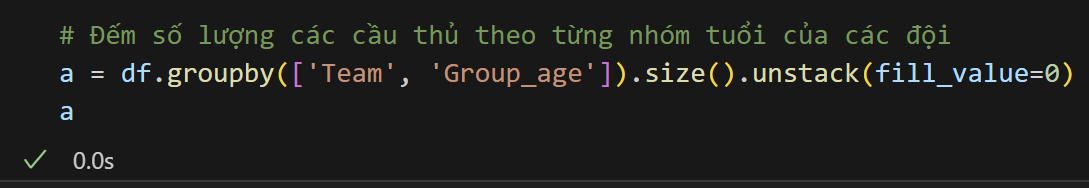 # Đếm số lượng các cầu thủ theo từng nhóm tuổi của các đội
a = df.groupby(['Team', 'Group_age']).size().unstack(fill_value=0)
a
0.0s